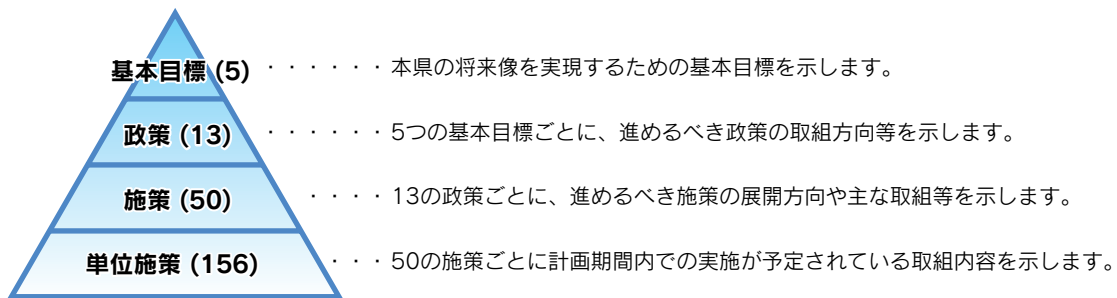 基本目標 (5) ・・・・・・本県の将来像を実現するための基本目標を示します。
政策 (13) ・・・・・・5つの基本目標ごとに、進めるべき政策の取組方向等を示します。
施策 (50) ・・・・13の政策ごとに、進めるべき施策の展開方向や主な取組等を示します。
単位施策 (156) ・・・50の施策ごとに計画期間内での実施が予定されている取組内容を示します。